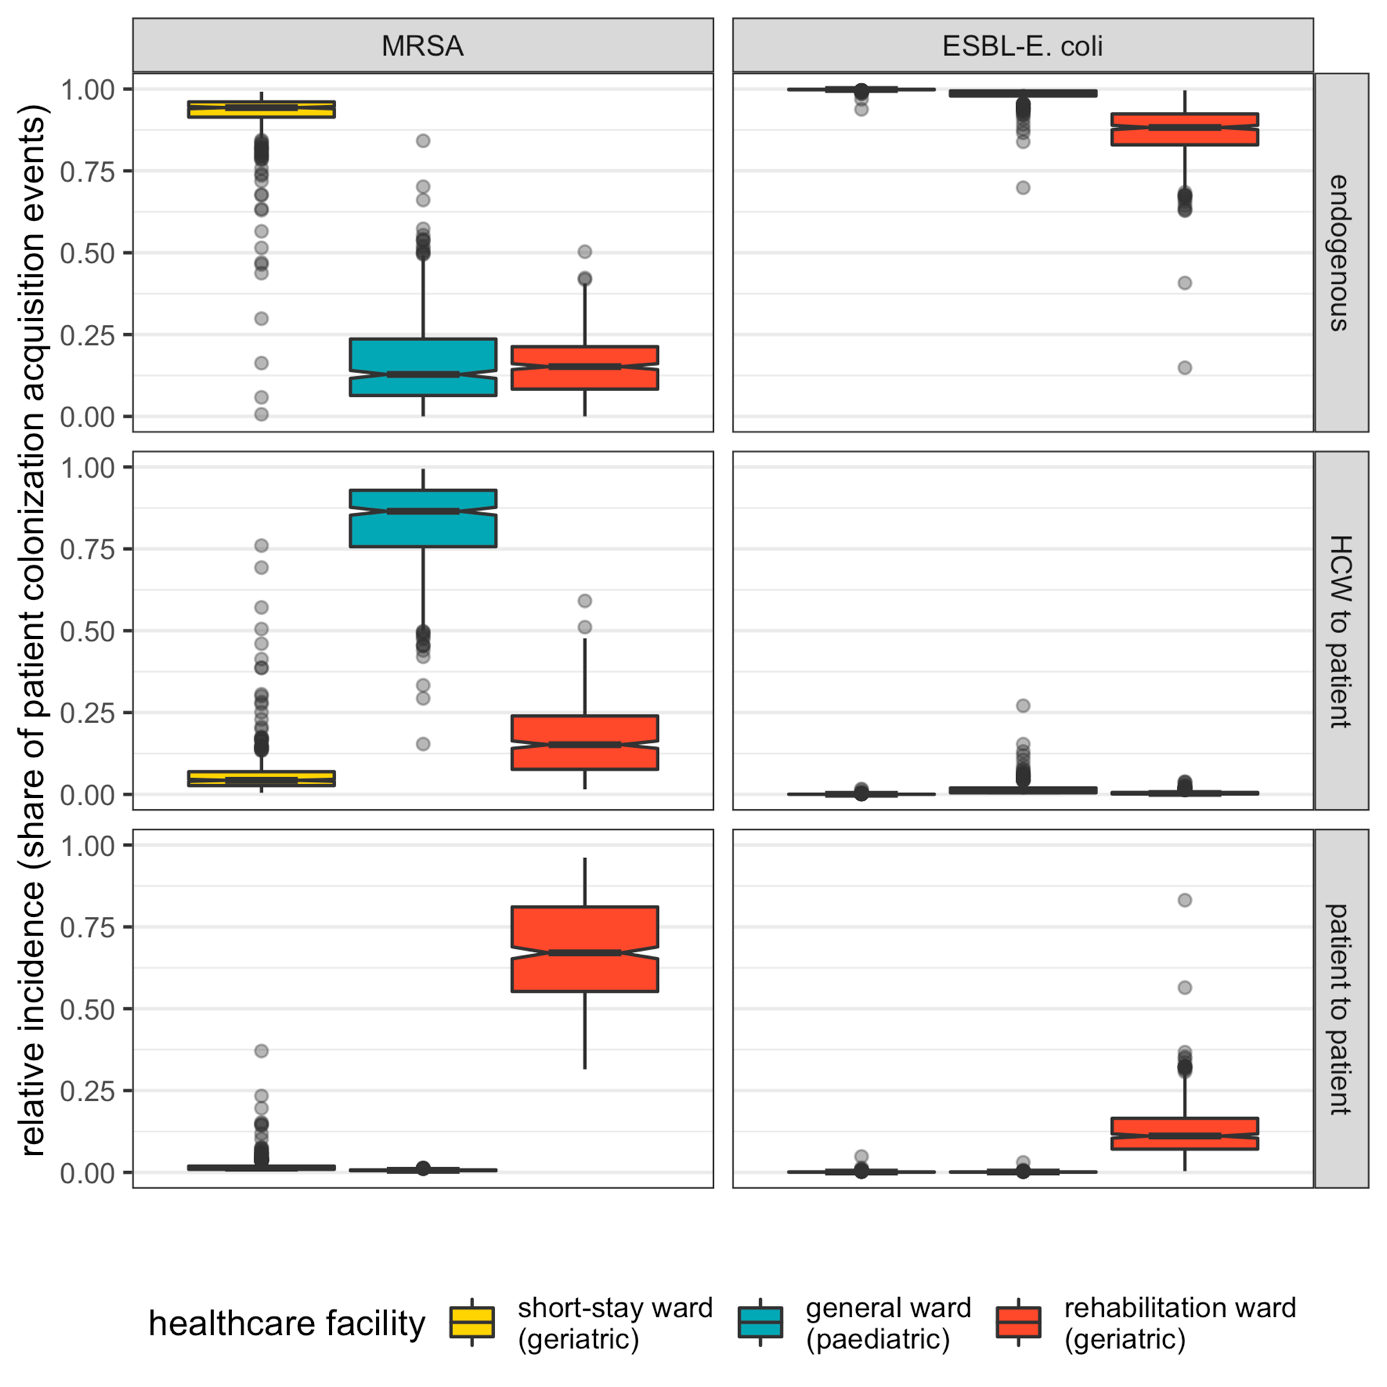 MRSA
ESBL-E. coli
relative incidence (share of patient colonization acquisition events)
1.00
0.75
0.50
0.25
0.00
endogenous
1.00
0.75
0.50
0.25
0.00
HCW to patient
1.00
0.75
0.50
0.25
0.00
patient to patient
healthcare facility
short-stay ward
(geriatric)
general ward
(paediatric)
rehabilitation ward
(geriatric)